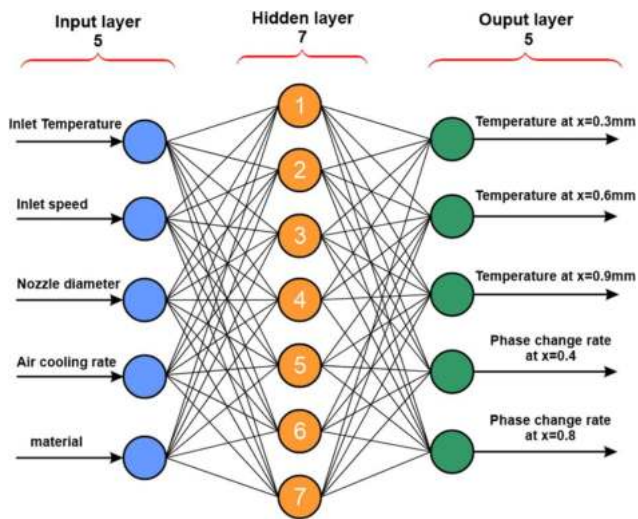 Input layer
5
Hidden layer
7
Ouput layer
5
Inlet Temperature
Inlet speed
Nozzle diameter
Air cooling rate
material
1
2
3
4
5
6
7
Temperature at x=0.3mm
Temperature at x=0.6mm
Temperature at x=0.9mm
Phase change rate
at x=0.4
Phase change rate
at x=0.8